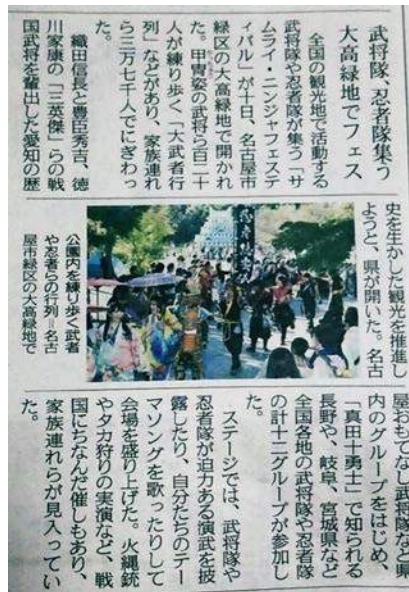 武将隊、忍者隊集う
大高緑地でフェス
全国の観光地で活動する
武将隊や忍者隊が集う「サ
ムライ・ニンジャフェステ
ィバル」が十日、名古屋市
緑区の大高緑地で開かれ
た。甲冑姿の武将ら百二十
人が練り歩く「大武者行
列」などがあり、家族連れ
ら三万七千人でにぎわっ
た。
織田信長と豊臣秀吉、徳
川家康の「三英傑」らの戦
国武将を輩出した愛知の歴
史を生かした観光を推進し
ようと、県が開いた。名古
屋おもてなし武将隊など県
内のグループをはじめ、
「真田十勇士」で知られる
長野や、岐阜、宮城県など
全国各地の武将隊や忍者隊
の計十二グループが参加し
た。
ステージでは、武将隊や
忍者隊が迫力ある演武を披
露したり、自分たちのテー
マソングを歌ったりして
会場を盛り上げた。火縄銃
やタカ狩りの実演など、戦
国にちなんだ催しもあり、
家族連れらが見入ってい
た。
公園内を練り歩く武者
や忍者らの行列＝名古
屋市緑区の大高緑地で